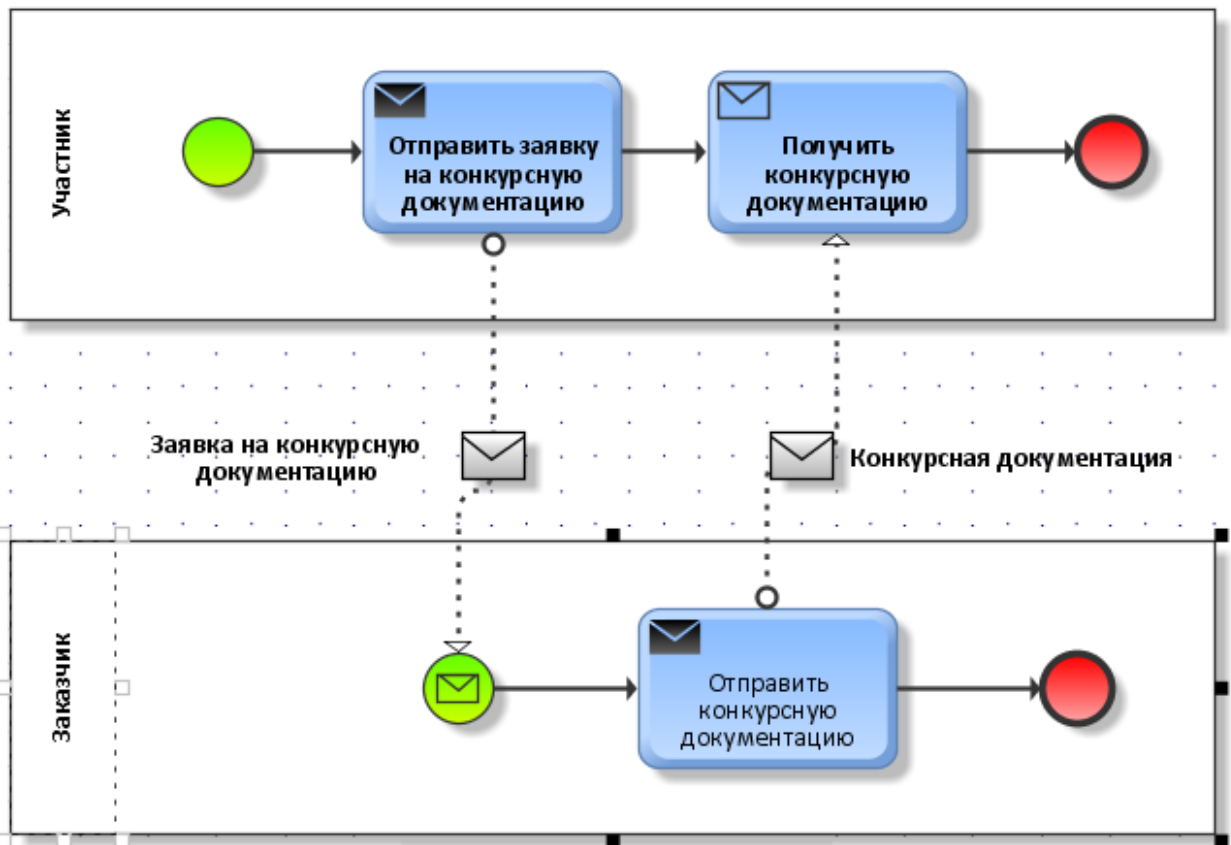 Участник
Отправить заявку
на конкурсную
документацию
Получить
конкурсную
документацию
Заявка на конкурсную
документацию
Конкурсная документация
Заказчик
Отправить
конкурсную
документацию